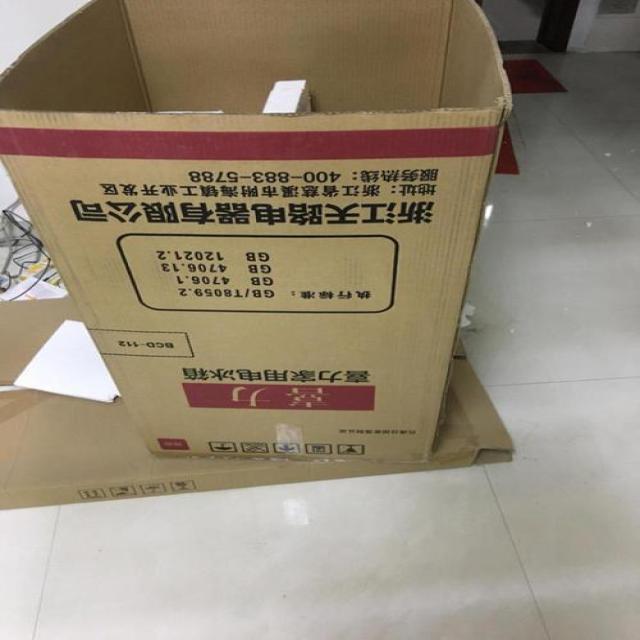 喜力
喜力家用电冰箱
BCD-112
执行标准：
GB/T8059.2
GB 4706.1
GB 4706.13
GB 12021.2
浙江天路电器有限公司
地址：浙江省慈溪市附海镇工业开发区
服务热线：400-883-5788